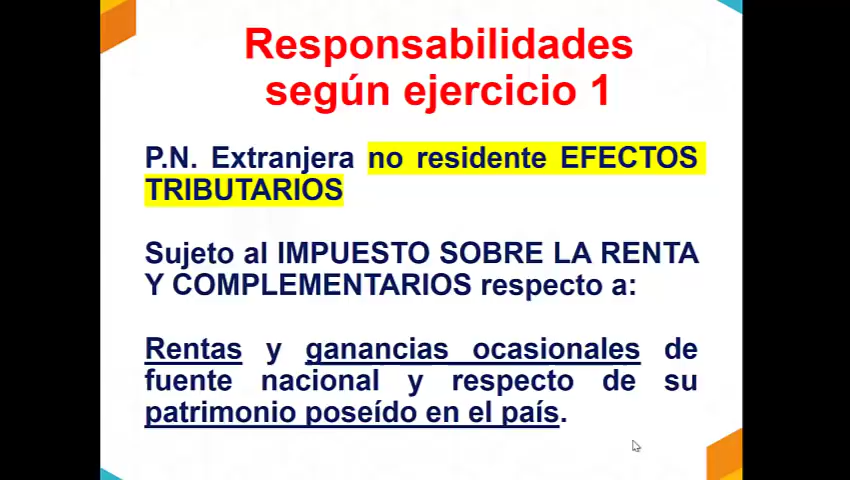 Responsabilidades
según ejercicio 1
P.N. Extranjera no residente EFECTOS
TRIBUTARIOS
Sujeto al IMPUESTO SOBRE LA RENTA
Y COMPLEMENTARIOS respecto a:
Rentas y ganancias ocasionales de
fuente nacional y respecto de su
patrimonio poseído en el país.